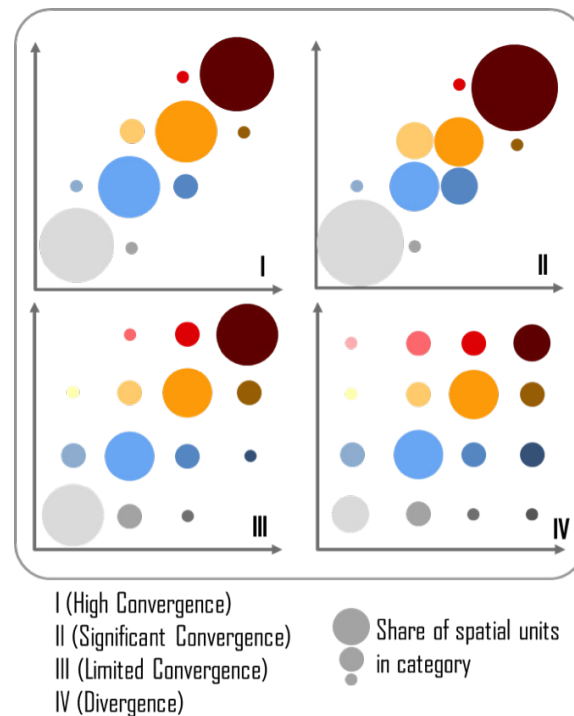 I
II
III
IV
I (High Convergence)
II (Significant Convergence)
III (Limited Convergence)
IV (Divergence)
Share of spatial units
in category